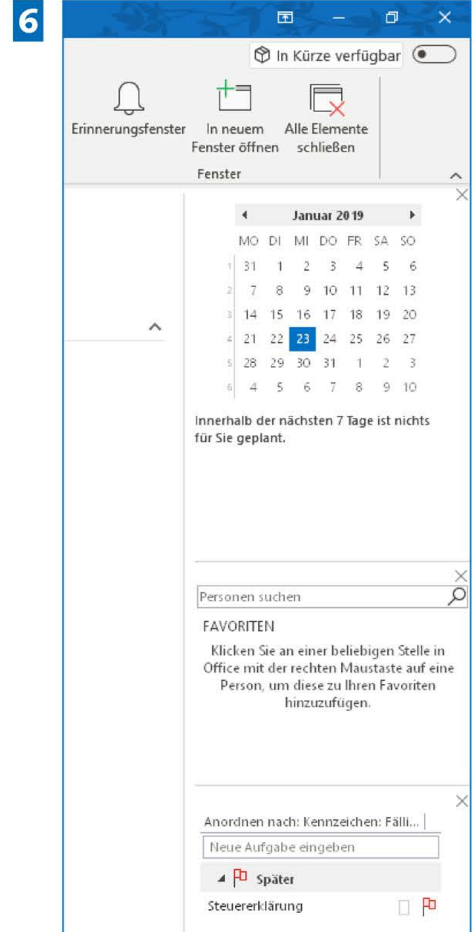 6
In Kürze verfügbar
Erinnerungsfenster
In neuem
Fenster öffnen
Alle Elemente
schließen
Fenster
Januar 2019
MO DI MI DO FR SA SO
1 31 1 2 3 4 5 6
2 7 8 9 10 11 12 13
3 14 15 16 17 18 19 20
4 21 22 23 24 25 26 27
5 28 29 30 31 1 2 3
6 4 5 6 7 8 9 10
Innerhalb der nächsten 7 Tage ist nichts
für Sie geplant.
Personen suchen
FAVORITEN
Klicken Sie an einer beliebigen Stelle in
Office mit der rechten Maustaste auf eine
Person, um diese zu Ihren Favoriten
hinzuzufügen.
Anordnen nach: Kennzeichen: Fälli...
Neue Aufgabe eingeben
Später
Steuererklärung